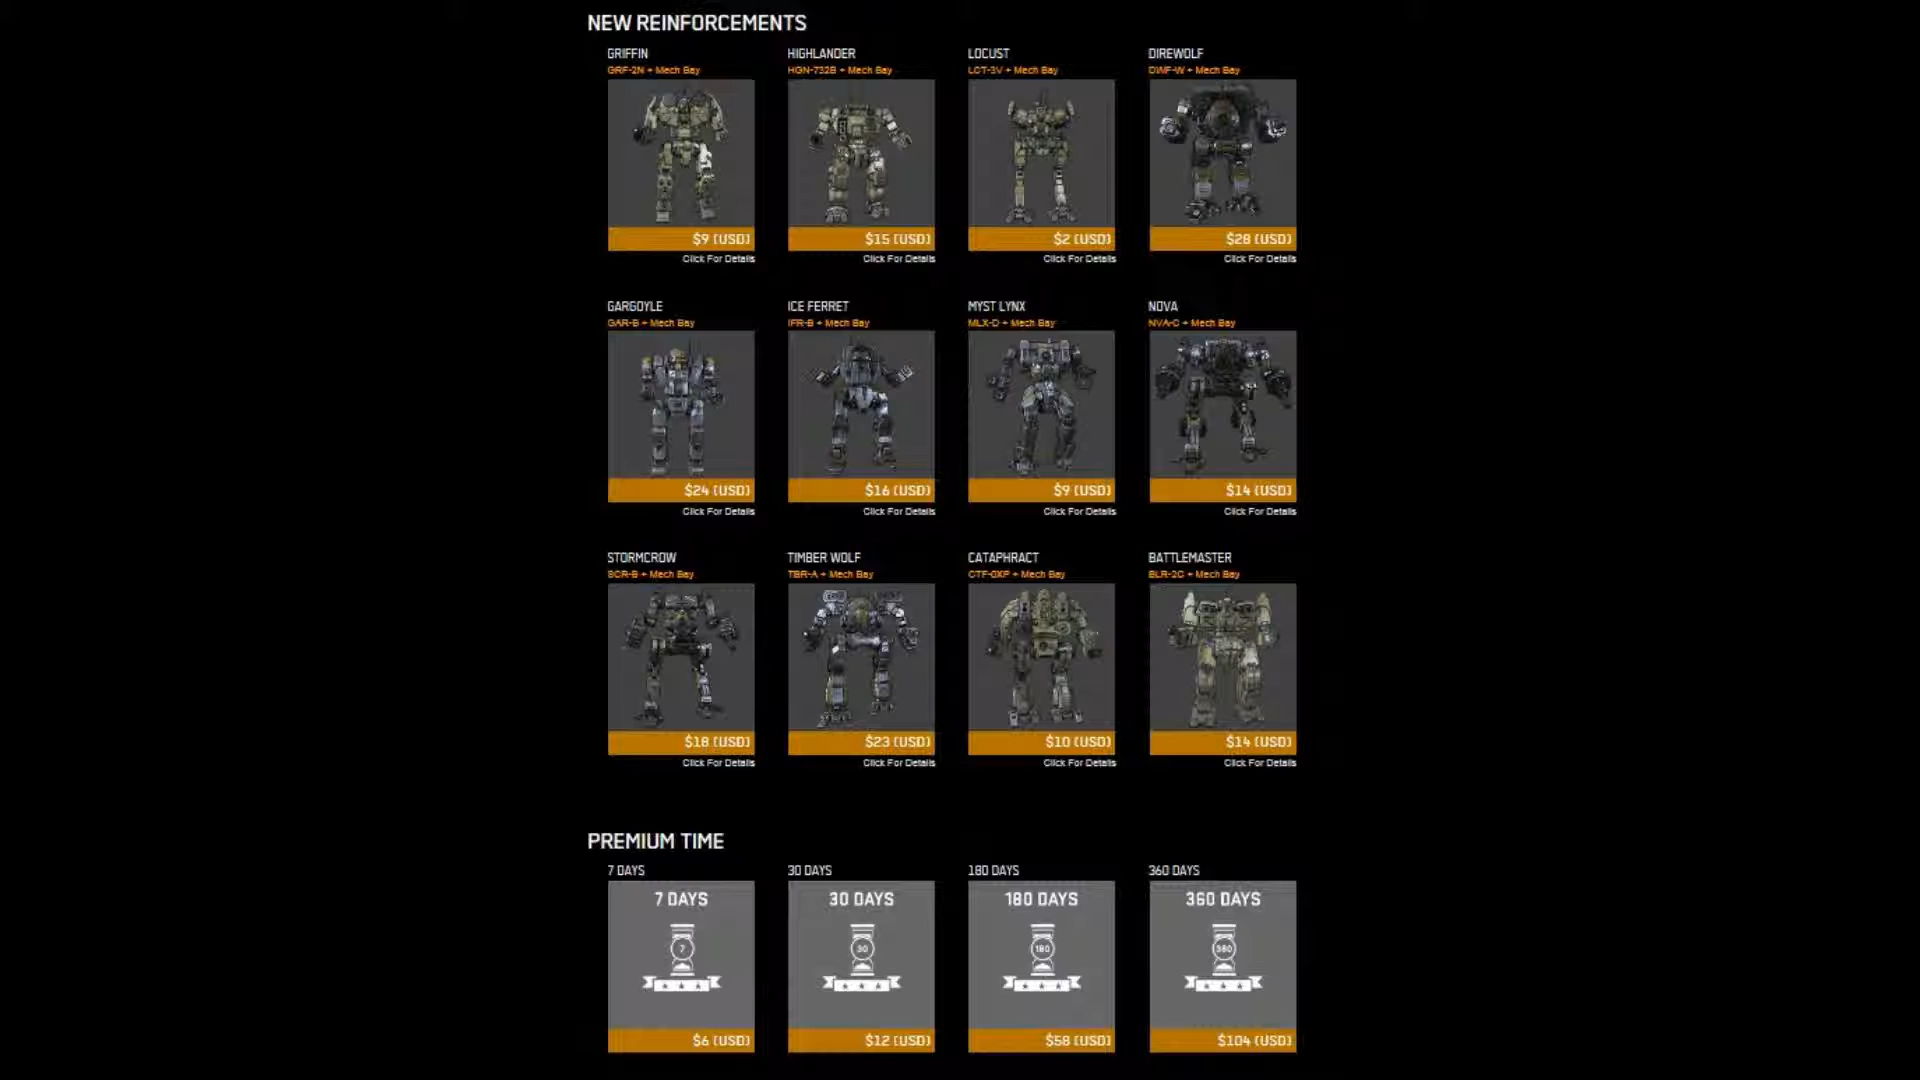 NEW REINFORCEMENTS
GRIFFIN HIGHLANDER LOCUST DIREWOLF
GRF-2N + Mech Bay HGN-732B + Mech Bay LCT-3V + Mech Bay DWF-W + Mech Bay
$9 (USD) $15 (USD) $2 (USD) $28 (USD)
Click For Details Click For Details Click For Details Click For Details
GARGOYLE ICE FERRET MYST LYNX NOVA
GAR-B + Mech Bay IFR-B + Mech Bay MLX-D + Mech Bay NVA-C + Mech Bay
$24 (USD) $16 (USD) $9 (USD) $14 (USD)
Click For Details Click For Details Click For Details Click For Details
STORMCROW TIMBER WOLF CATAPHRACT BATTLEMASTER
SCR-B + Mech Bay TBR-A + Mech Bay CTF-0XP + Mech Bay BLR-2C + Mech Bay
$18 (USD) $23 (USD) $10 (USD) $14 (USD)
Click For Details Click For Details Click For Details Click For Details
PREMIUM TIME
7 DAYS 30 DAYS 180 DAYS 360 DAYS
7 DAYS 30 DAYS 180 DAYS 360 DAYS
7 30 180 360
$6 (USD) $12 (USD) $58 (USD) $104 (USD)